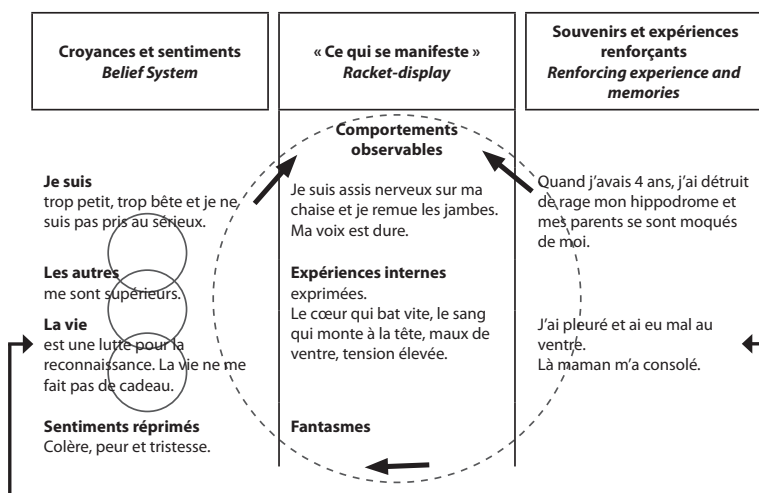 Croyances et sentiments
Belief System
« Ce qui se manifeste »
Racket-display
Souvenirs et expériences
renforçants
Renforcing experience and
memories
Je suis
trop petit, trop bête et je ne
suis pas pris au sérieux.
Les autres
me sont supérieurs.
La vie
est une lutte pour la
reconnaissance. La vie ne me
fait pas de cadeau.
Sentiments réprimés
Colère, peur et tristesse.
Comportements
observables
Je suis assis nerveux sur ma
chaise et je remue les jambes.
Ma voix est dure.
Expériences internes
exprimées.
Le cœur qui bat vite, le sang
qui monte à la tête, maux de
ventre, tension élevée.
Fantasmes
Quand j’avais 4 ans, j’ai détruit
de rage mon hippodrome et
mes parents se sont moqués
de moi.
J’ai pleuré et ai eu mal au
ventre.
Là maman m’a consolé.